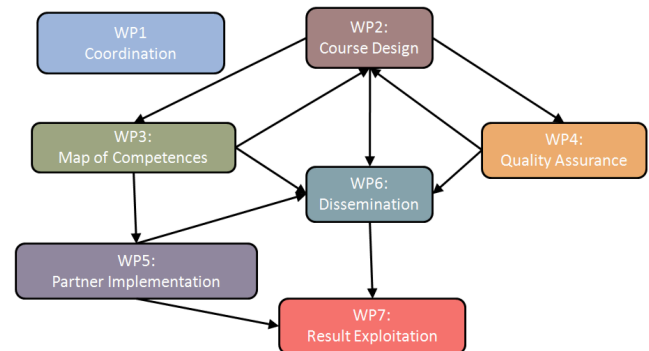 WP1
Coordination
WP2:
Course Design
WP3:
Map of Competences
WP4:
Quality Assurance
WP6:
Dissemination
WP5:
Partner Implementation
WP7:
Result Exploitation